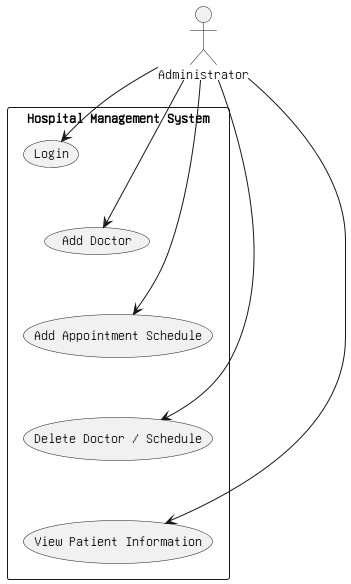 Administrator
Hospital Management System
Login
Add Doctor
Add Appointment Schedule
Delete Doctor / Schedule
View Patient Information